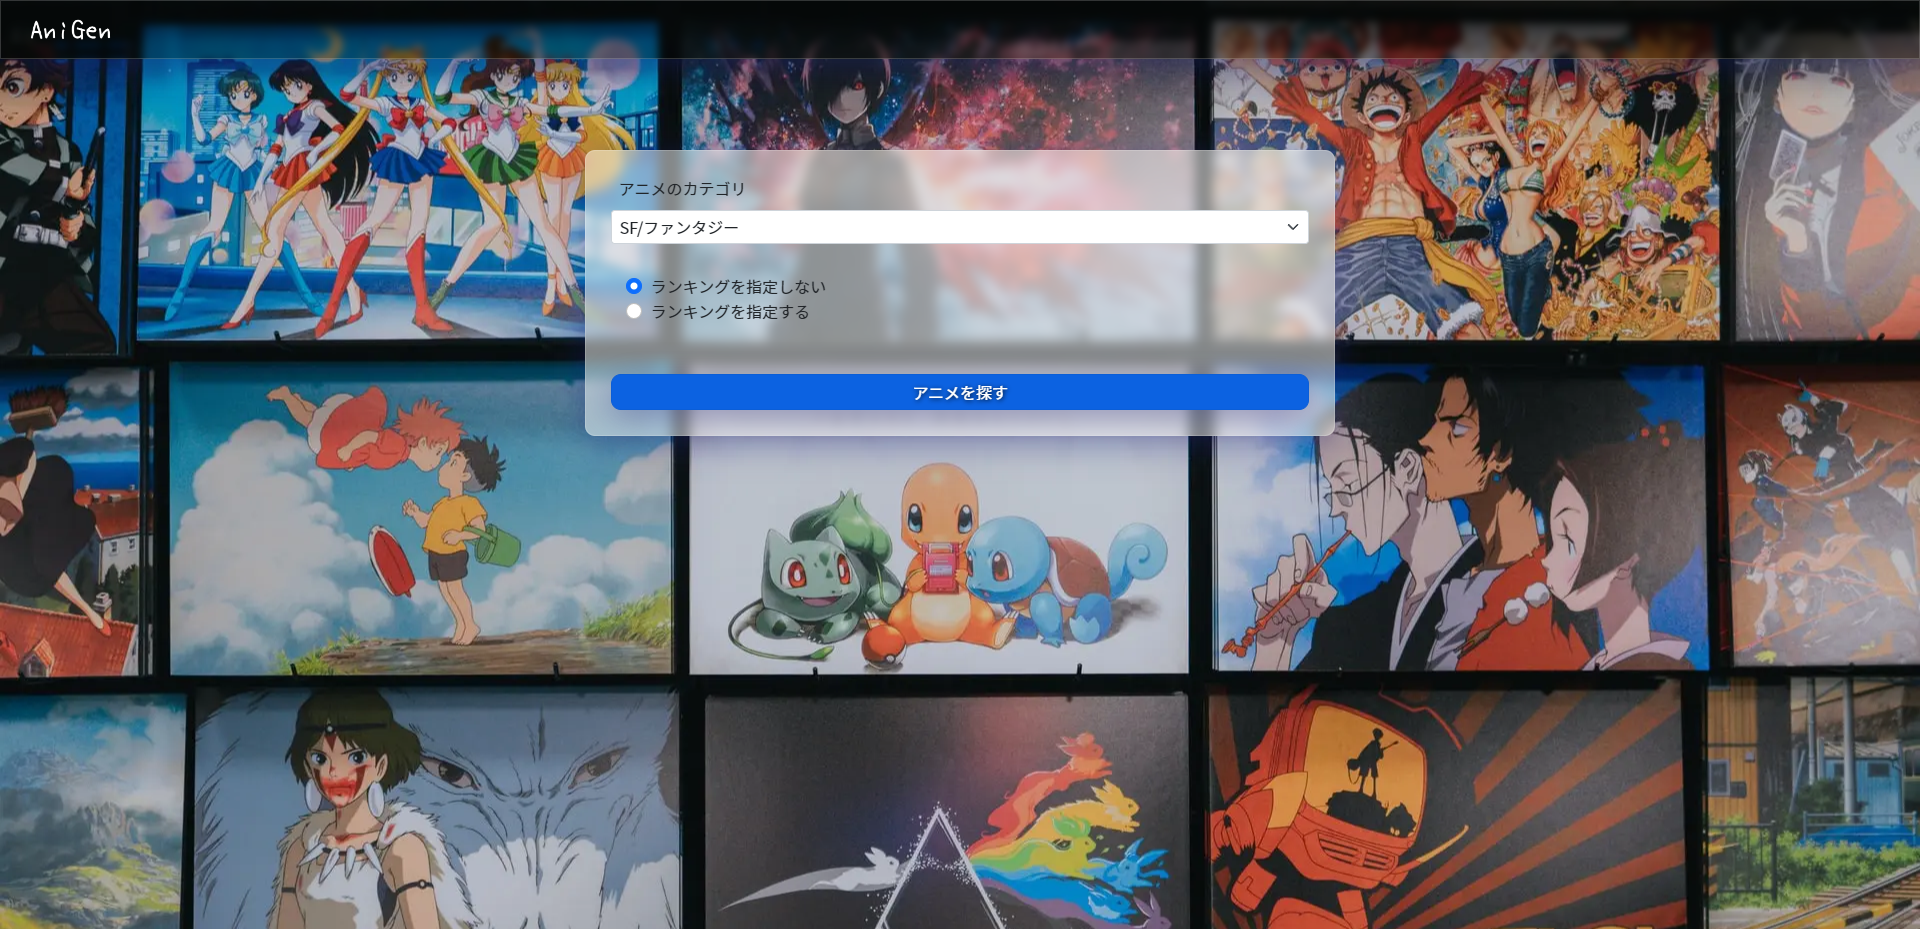 AniGen
アニメのカテゴリ
SF/ファンタジー
ランキングを指定しない
ランキングを指定する
アニメを探す